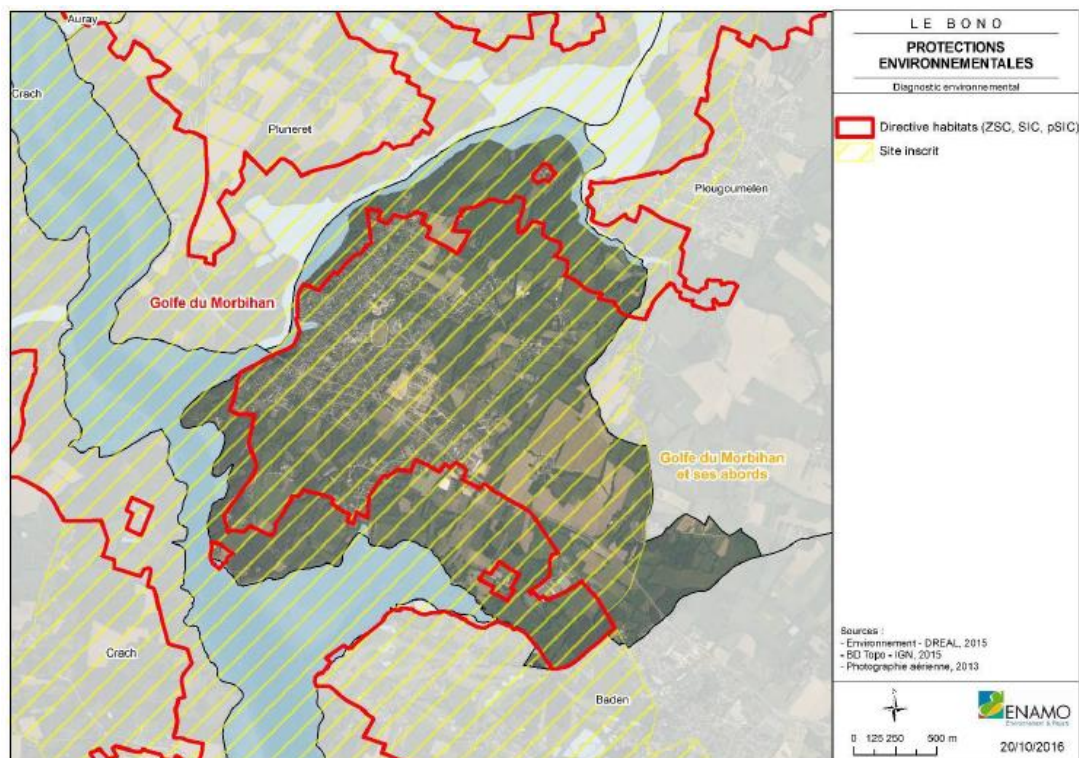 Auray
Crach
Pluneret
Plougoumelen
Golfe du Morbihan
Golfe du Morbihan
et ses abords
Crach
Baden
LE BONO
PROTECTIONS
ENVIRONNEMENTALES
Diagnostic environnemental
Directive habitats (ZSC, SIC, pSIC)
Site inscrit
Sources :
- Environnement - DREAL, 2015
- BD Topo - IGN, 2015
- Photographie aérienne, 2013
0 125 250 500 m
ENAMO
20/10/2016